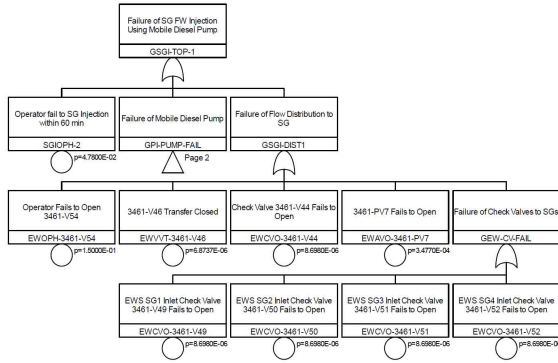 Failure of SG FW Injection
Using Mobile Diesel Pump
GSGI-TOP-1
Operator fail to SG Injection
within 60 min
SGIOPH-2
p=4.7800E-02
Failure of Mobile Diesel Pump
GPI-PUMP-FAIL
Page 2
Failure of Flow Distribution to
SG
GSGI-DIST1
Operator Fails to Open
3461-V54
EWOPH-3461-V54
p=1.5000E-01
3461-V46 Transfer Closed
EWVVT-3461-V46
p=6.8737E-06
Check Valve 3461-V44 Fails to
Open
EWCVO-3461-V44
p=8.6980E-06
3461-PV7 Fails to Open
EWAVO-3461-PV7
p=3.4770E-04
Failure of Check Valves to SGs
GEW-CV-FAIL
EWS SG1 Inlet Check Valve
3461-V49 Fails to Open
EWCVO-3461-V49
p=8.6980E-06
EWS SG2 Inlet Check Valve
3461-V50 Fails to Open
EWCVO-3461-V50
p=8.6980E-06
EWS SG3 Inlet Check Valve
3461-V51 Fails to Open
EWCVO-3461-V51
p=8.6980E-06
EWS SG4 Inlet Check Valve
3461-V52 Fails to Open
EWCVO-3461-V52